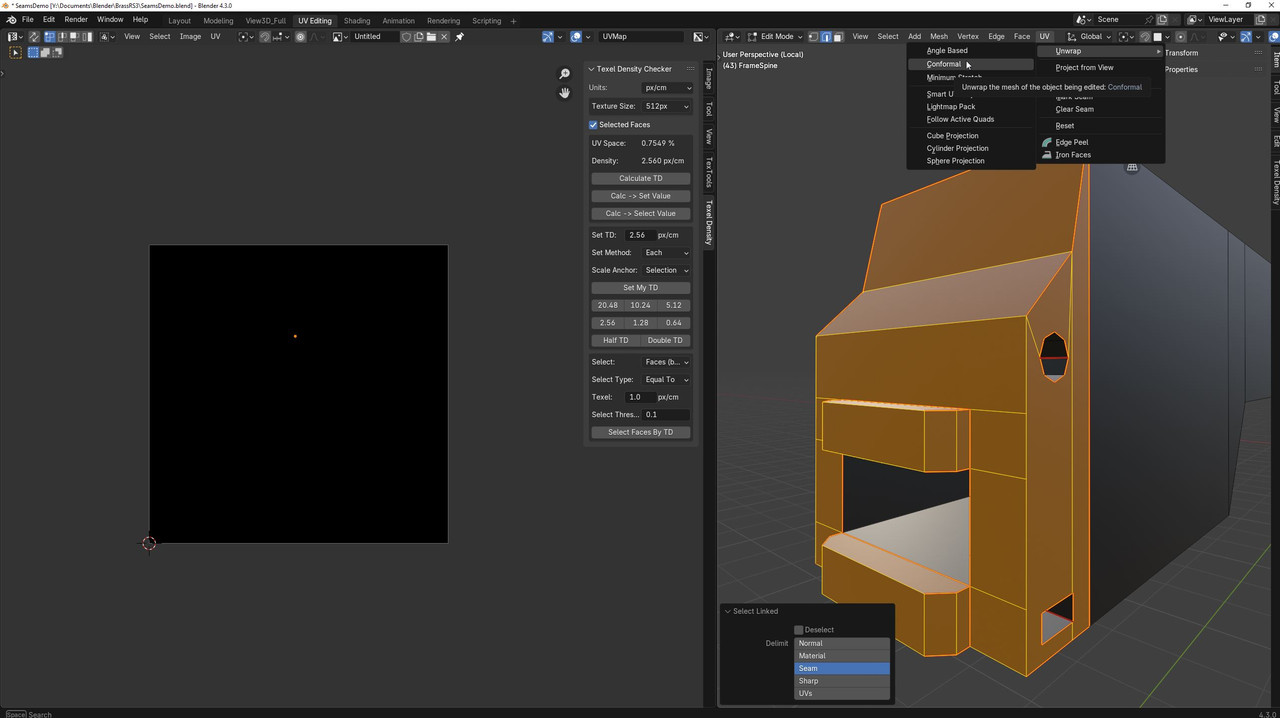 * SeamsDemo [Y:\Documents\Blender\BrassRS3\SeamsDemo.blend] - Blender 4.3.0
File Edit Render Window Help Layout View3D_Full UV Editing Shading Animation Rendering Scripting + Scene ViewLayer
View Select Image UV Untitled UVMap
Edit Mode View Select Add Mesh Vertex Edge Face UV Global
Texel Density Checker
Units: px/cm
Texture Size: 512px
Selected Faces
UV Space: 0.7549 %
Density: 2.560 px/cm
Calculate TD
Calc -> Set Value
Calc -> Select Value
Set TD: 2.56 px/cm
Set Method: Each
Scale Anchor: Selection
Set My TD
20.48 10.24 5.12
2.56 1.28 0.64
Half TD Double TD
Select: Faces (b...
Select Type: Equal To
Texel: 1.0 px/cm
Select Thres... 0.1
Select Faces By TD
Image
Tool
View
TexTools
Texel Density
User Perspective (Local)
(43) FrameSpine
Angle Based
Conformal
Minimum Stretch
Smart U
Lightmap Pack
Follow Active Quads
Cube Projection
Cylinder Projection
Sphere Projection
Unwrap the mesh of the object being edited: Conformal
Unwrap
Project from View
Mark Seam
Clear Seam
Reset
Edge Peel
Iron Faces
Transform
Properties
Item
Tool
View
Edit
Texel Density
Select Linked
Deselect
Delimit Normal
Material
Seam
Sharp
UVs
Space Search
4.3.0